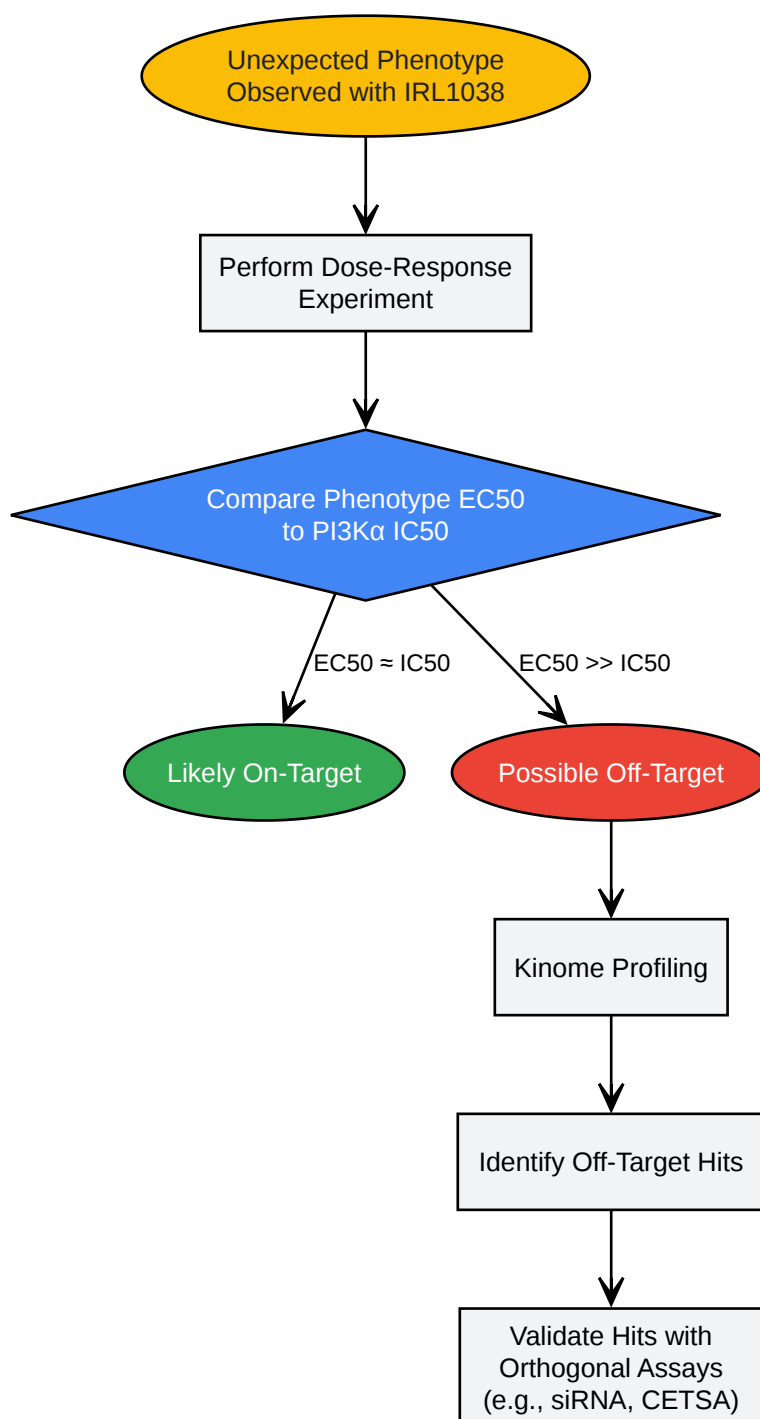 Unexpected Phenotype
Observed with IRL1038
Perform Dose-Response
Experiment
Compare Phenotype EC50
to PI3Kα IC50
EC50 ≈ IC50
EC50 >> IC50
Likely On-Target
Possible Off-Target
Kinome Profiling
Identify Off-Target Hits
Validate Hits with
Orthogonal Assays
(e.g., siRNA, CETSA)